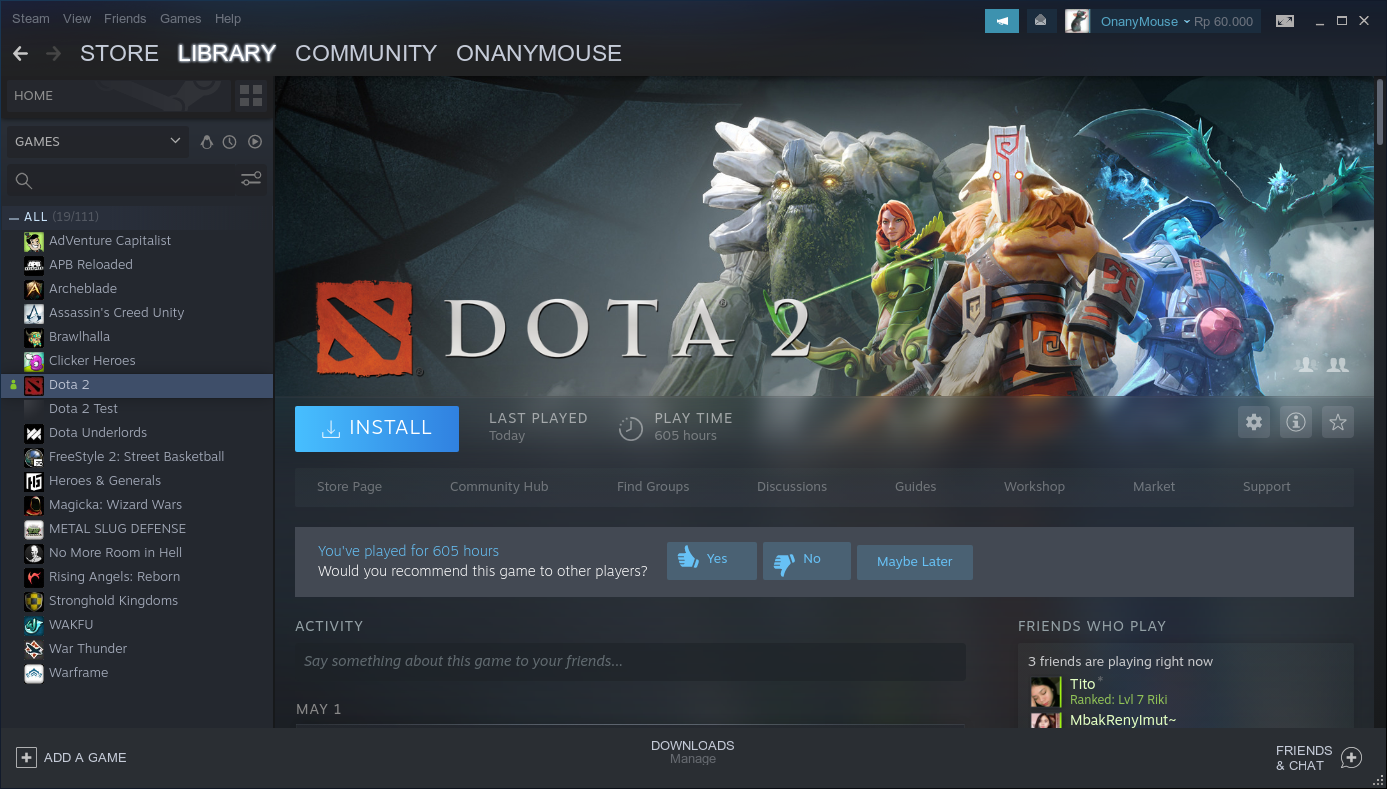 Steam View Friends Games Help
OnanyMouse Rp 60.000
STORE LIBRARY COMMUNITY ONANYMOUSE
HOME
GAMES
ALL (19/111)
AdVenture Capitalist
APB Reloaded
Archeblade
Assassin's Creed Unity
Brawlhalla
Clicker Heroes
Dota 2
Dota 2 Test
Dota Underlords
FreeStyle 2: Street Basketball
Heroes & Generals
Magicka: Wizard Wars
METAL SLUG DEFENSE
No More Room in Hell
Rising Angels: Reborn
Stronghold Kingdoms
WAKFU
War Thunder
Warframe
DOTA® 2
INSTALL
LAST PLAYED
Today
PLAY TIME
605 hours
Store Page Community Hub Find Groups Discussions Guides Workshop Market Support
You've played for 605 hours
Would you recommend this game to other players?
Yes No Maybe Later
ACTIVITY
Say something about this game to your friends...
MAY 1
FRIENDS WHO PLAY
3 friends are playing right now
Tito *
Ranked: Lvl 7 Riki
MbakRenyImut~
ADD A GAME
DOWNLOADS
Manage
FRIENDS
& CHAT